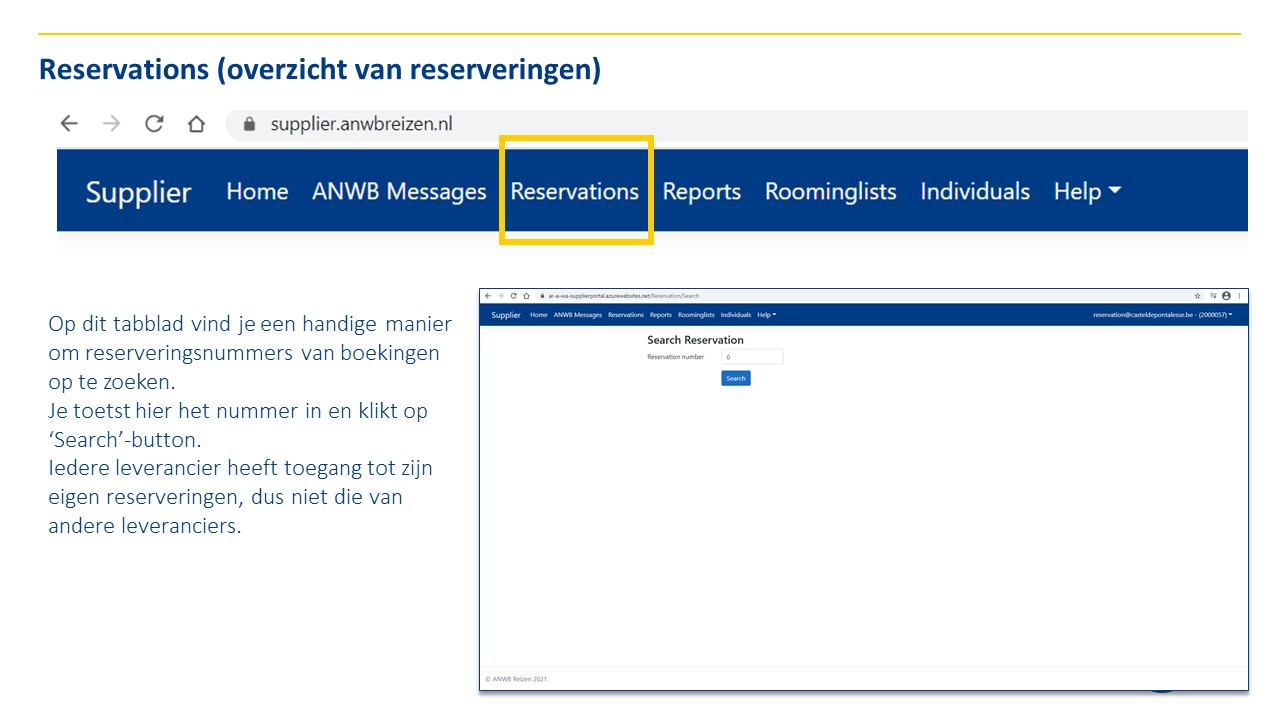 Reservations (overzicht van reserveringen)
supplier.anwbreizen.nl
Supplier Home ANWB Messages Reservations Reports Roominglists Individuals Help
Op dit tabblad vind je een handige manier
om reserveringsnummers van boekingen
op te zoeken.
Je toetst hier het nummer in en klikt op
‘Search’-button.
Iedere leverancier heeft toegang tot zijn
eigen reserveringen, dus niet die van
andere leveranciers.
ar-a-wa-supplierportal.azurewebsites.net/Reservation/Search
Supplier Home ANWB Messages Reservations Reports Roominglists Individuals Help reservation@casteldepontalesse.be - (2000057)
Search Reservation
Reservation number 0
Search
© ANWB Reizen 2021